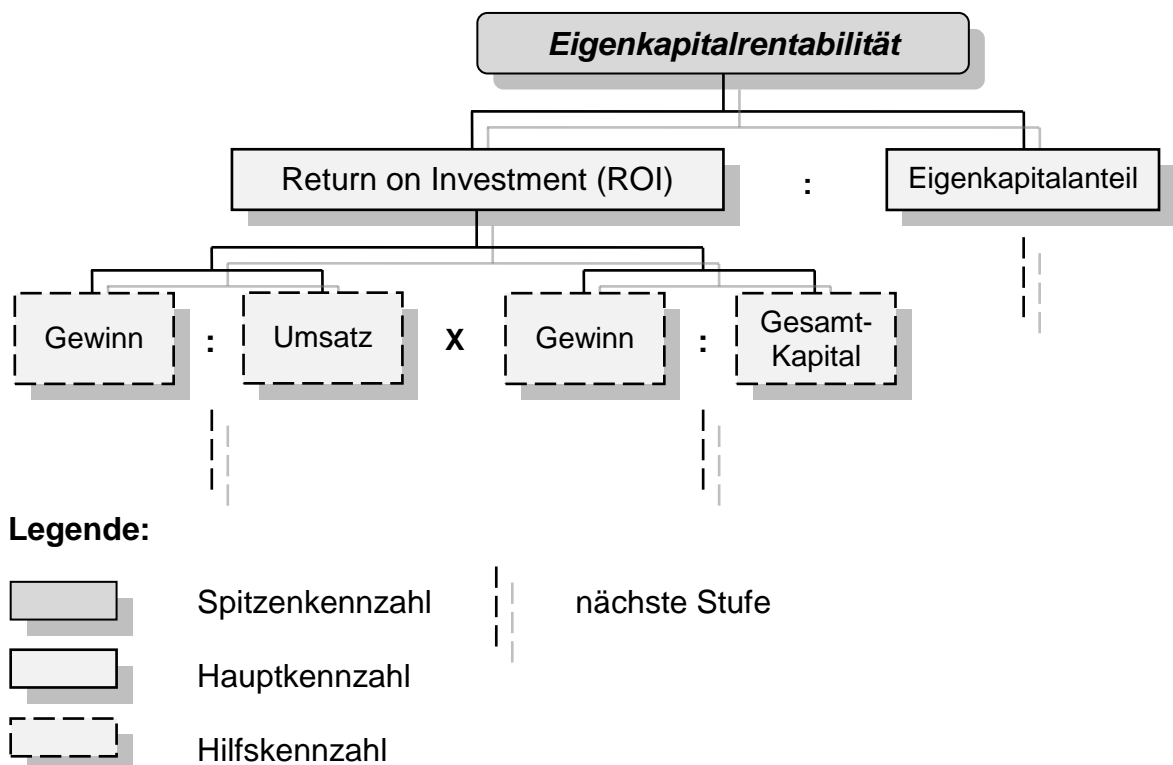 Eigenkapitalrentabilität
Return on Investment (ROI) : Eigenkapitalanteil
Gewinn : Umsatz X Gewinn : Gesamt-
Kapital
Legende:
Spitzenkennzahl nächste Stufe
Hauptkennzahl
Hilfskennzahl